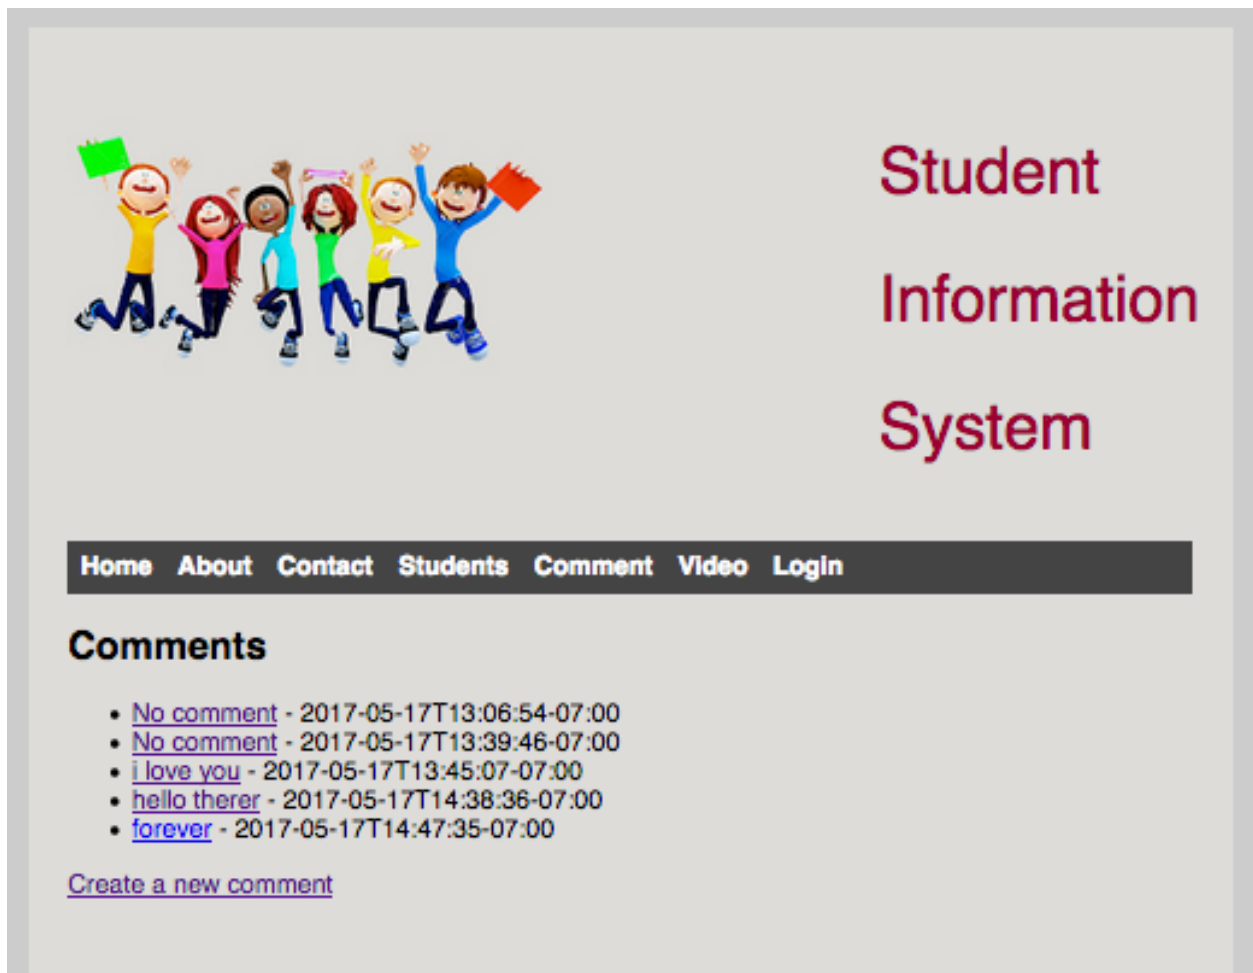 Student
Information
System
Home About Contact Students Comment Video Login
Comments
• No comment - 2017-05-17T13:06:54-07:00
• No comment - 2017-05-17T13:39:46-07:00
• i love you - 2017-05-17T13:45:07-07:00
• hello therer - 2017-05-17T14:38:36-07:00
• forever - 2017-05-17T14:47:35-07:00
Create a new comment